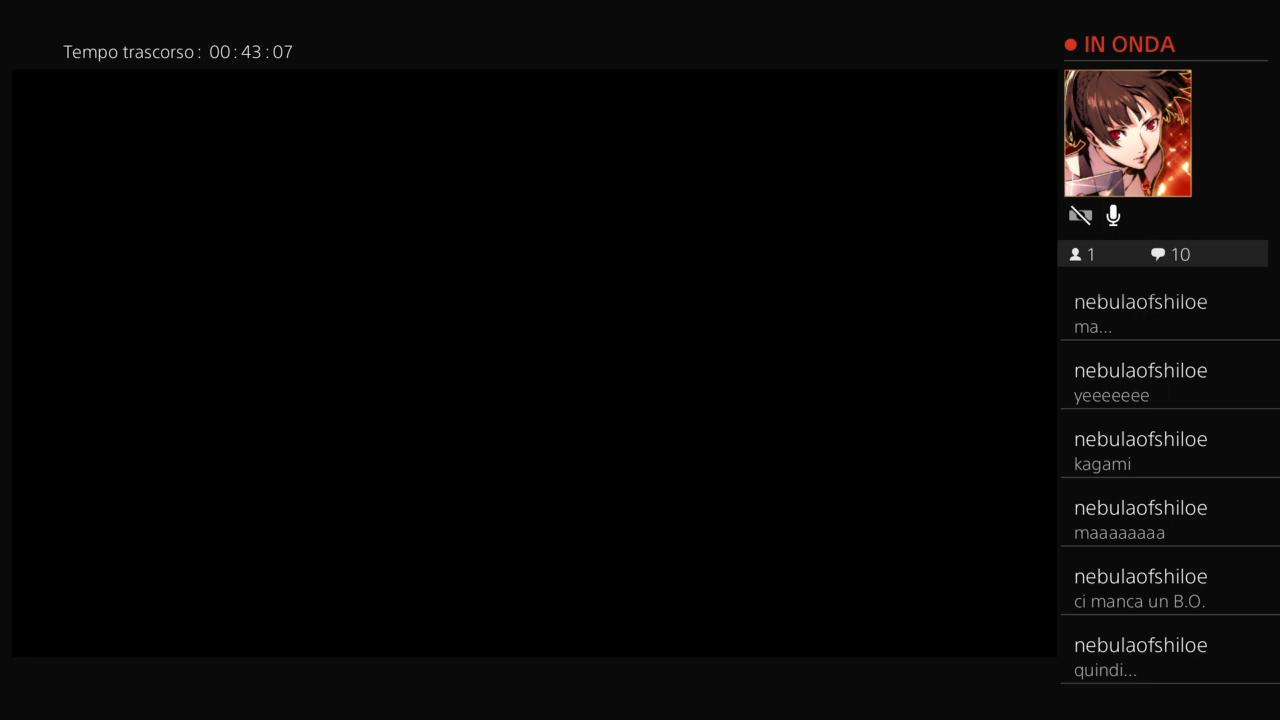 Tempo trascorso: 00:43:07
IN ONDA
1 10
nebulaofshiloe
ma...
nebulaofshiloe
yeeeeeee
nebulaofshiloe
kagami
nebulaofshiloe
maaaaaaaa
nebulaofshiloe
ci manca un B.O.
nebulaofshiloe
quindi...